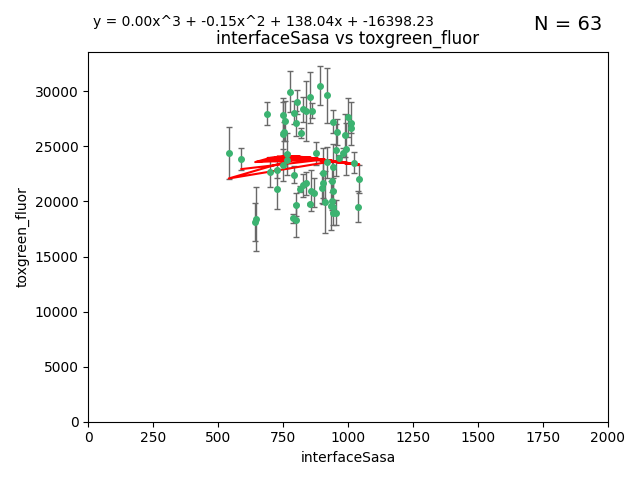 y = 0.00x^3 + -0.15x^2 + 138.04x + -16398.23
N = 63
interfaceSasa vs toxgreen_fluor
30000
25000
20000
15000
10000
5000
0
toxgreen_fluor
0 250 500 750 1000 1250 1500 1750 2000
interfaceSasa